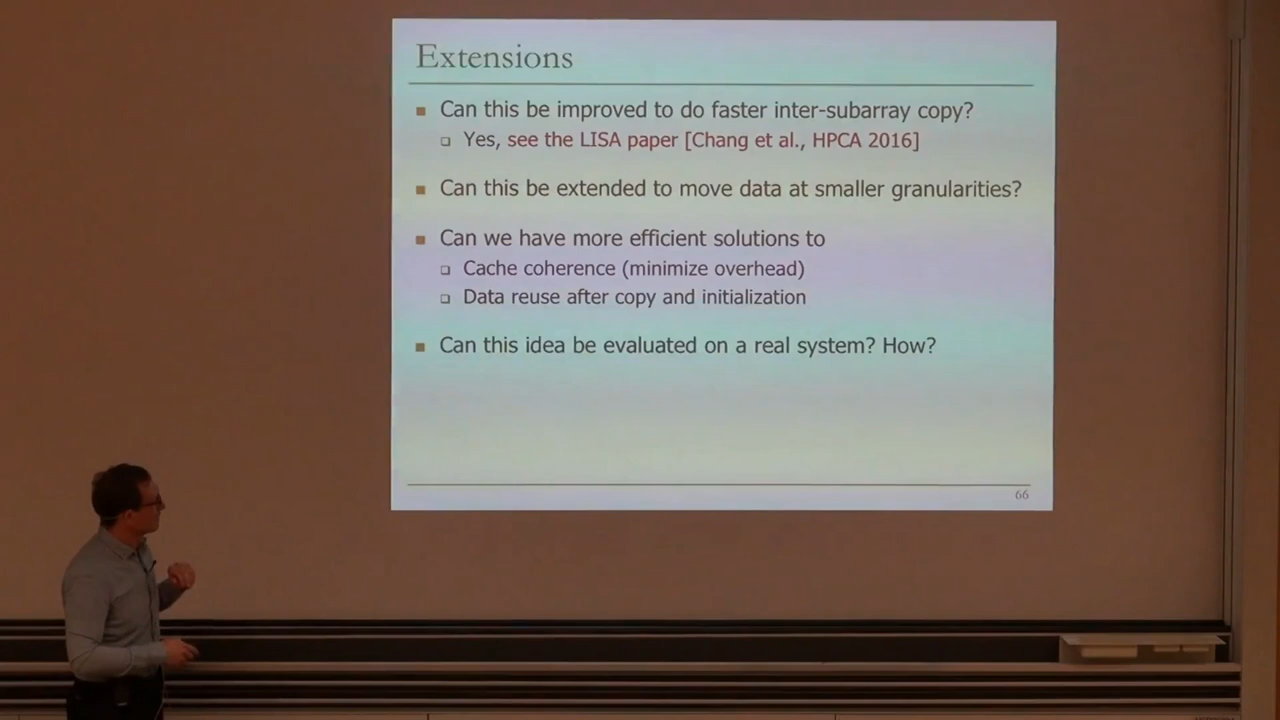 Extensions
■ Can this be improved to do faster inter-subarray copy?
❑ Yes, see the LISA paper [Chang et al., HPCA 2016]
■ Can this be extended to move data at smaller granularities?
■ Can we have more efficient solutions to
❑ Cache coherence (minimize overhead)
❑ Data reuse after copy and initialization
■ Can this idea be evaluated on a real system? How?
66